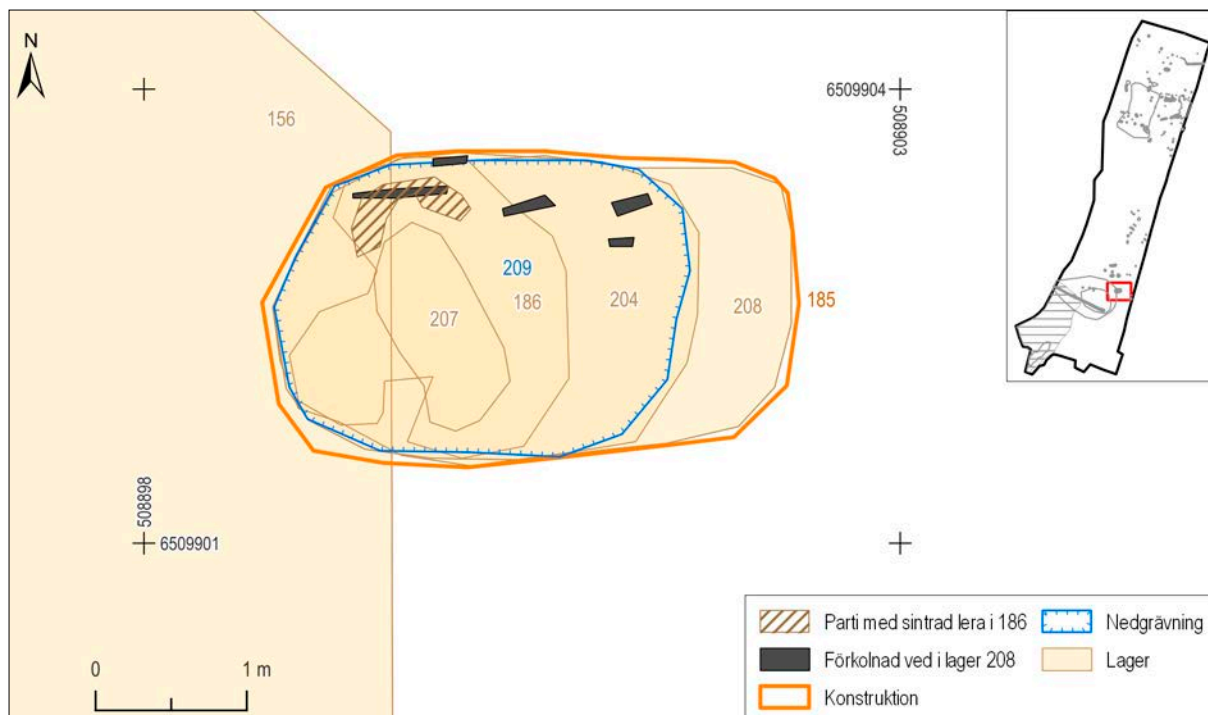 N
156
6509904
508903
209
186
204
208
185
207
508898
6509901
0
1 m
Parti med sintrad lera i 186
Nedgrävning
Förkolnad ved i lager 208
Lager
Konstruktion